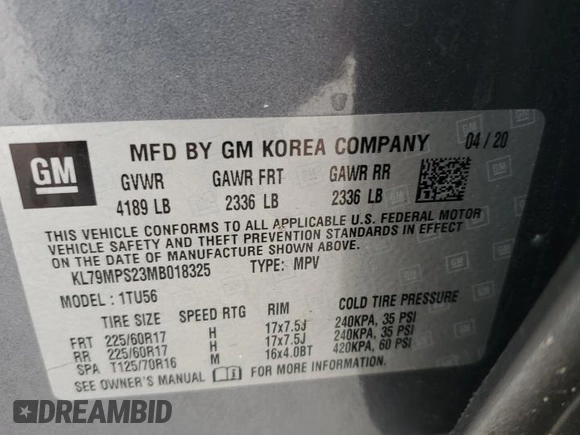 GM
MFD BY GM KOREA COMPANY 04/20
GVWR GAWR FRT GAWR RR
4189 LB 2336 LB 2336 LB
THIS VEHICLE CONFORMS TO ALL APPLICABLE U.S. FEDERAL MOTOR
VEHICLE SAFETY AND THEFT PREVENTION STANDARDS IN EFFECT ON
THE DATE OF MANUFACTURE SHOWN ABOVE.
KL79MPS23MB018325 TYPE: MPV
MODEL : 1TU56
TIRE SIZE SPEED RTG RIM COLD TIRE PRESSURE
FRT 225/60R17 H 17x7.5J 240KPA, 35 PSI
RR 225/60R17 H 17x7.5J 240KPA, 35 PSI
SPA T125/70R16 M 16x4.0BT 420KPA, 60 PSI
SEE OWNER'S MANUAL FOR MORE INFORMATION.
DREAMBID